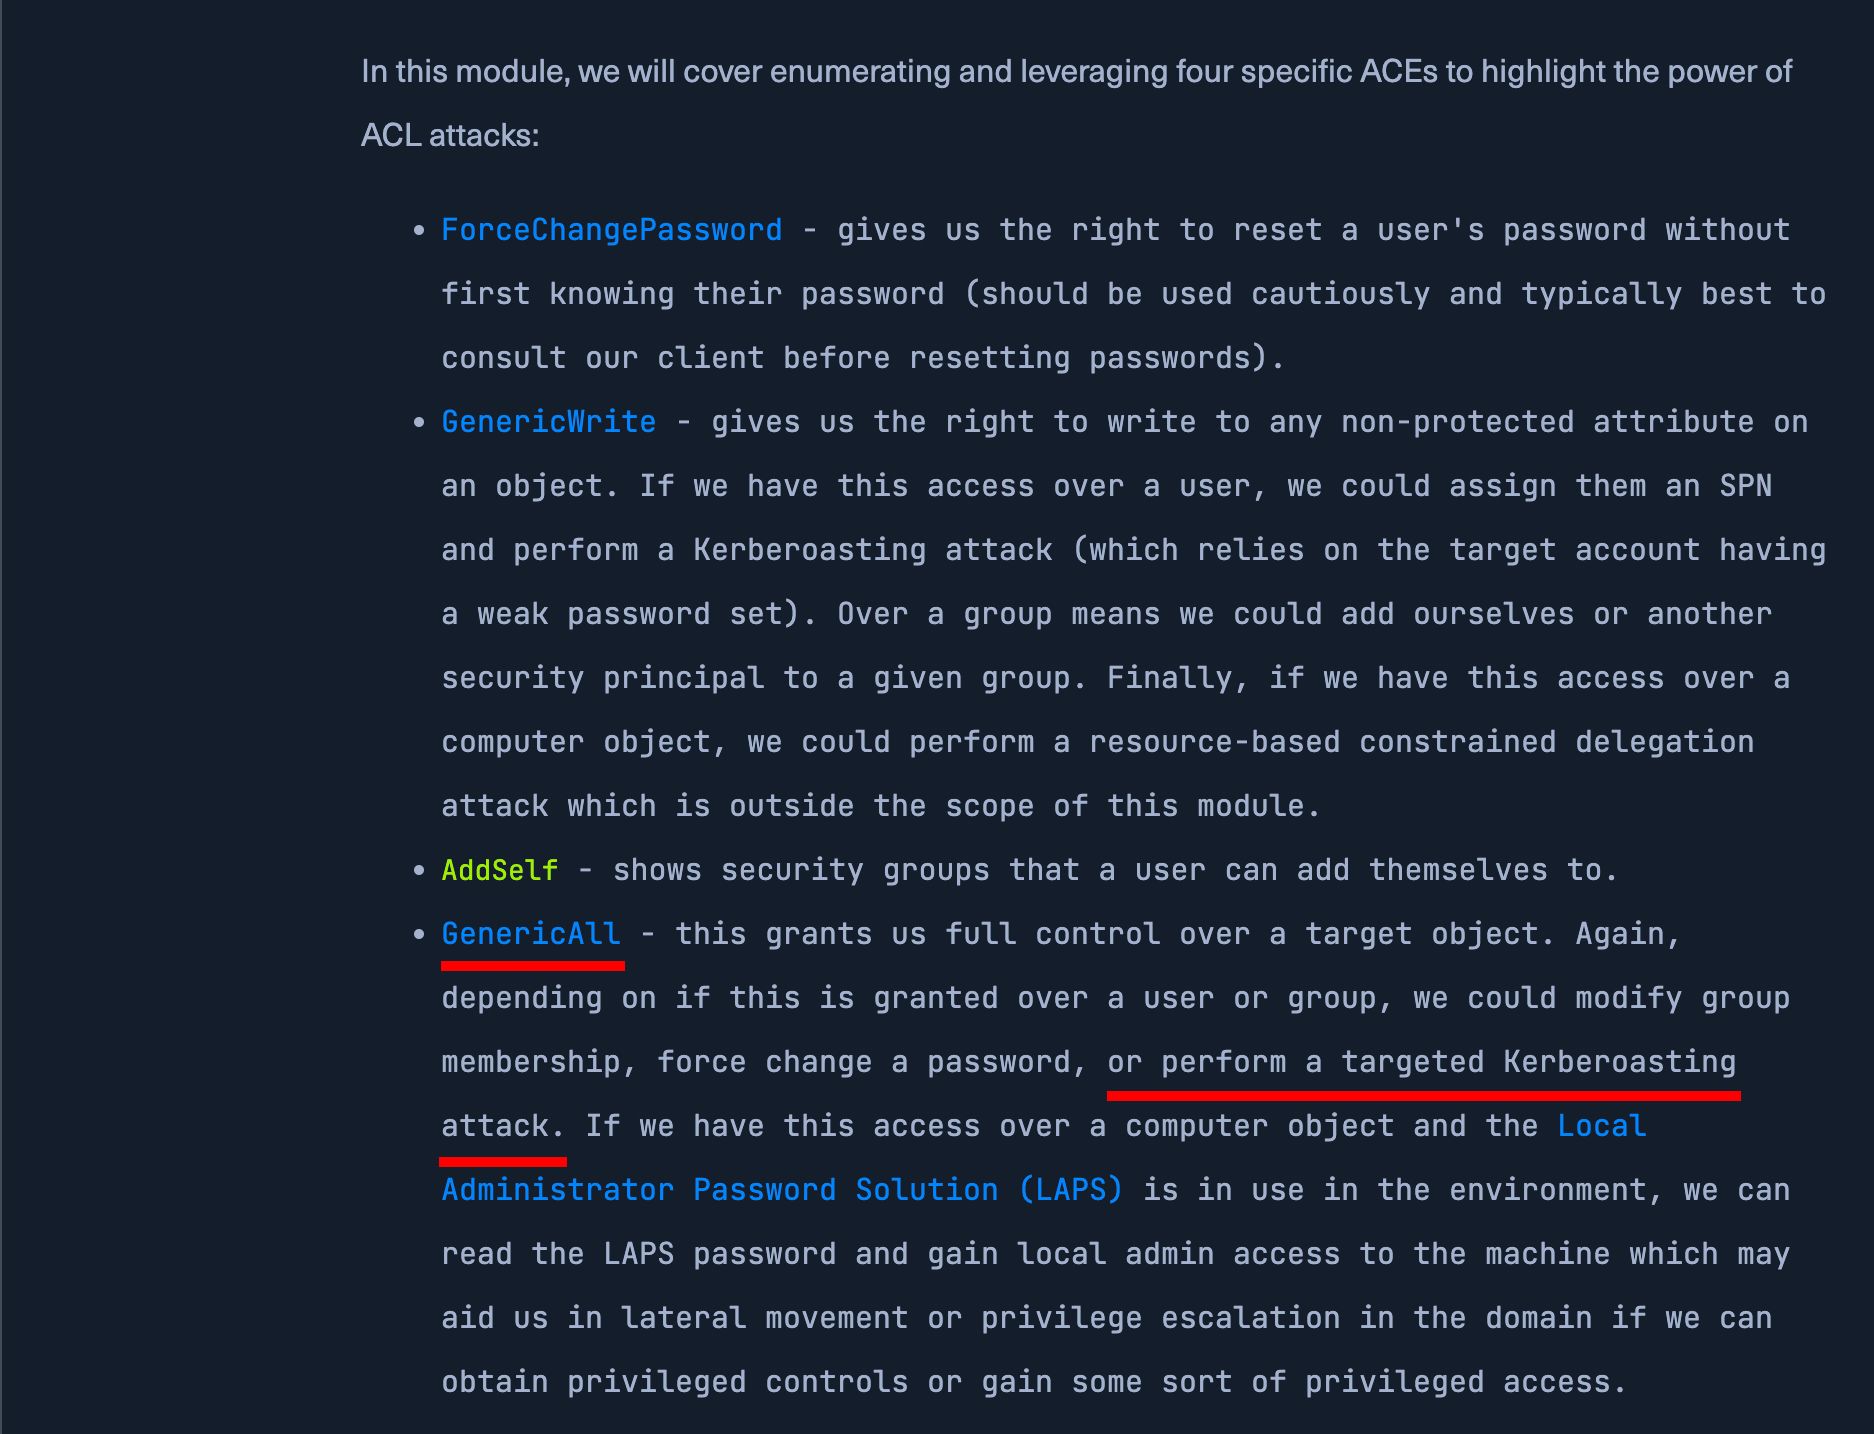 In this module, we will cover enumerating and leveraging four specific ACEs to highlight the power of
ACL attacks:
• ForceChangePassword - gives us the right to reset a user's password without
first knowing their password (should be used cautiously and typically best to
consult our client before resetting passwords).
• GenericWrite - gives us the right to write to any non-protected attribute on
an object. If we have this access over a user, we could assign them an SPN
and perform a Kerberoasting attack (which relies on the target account having
a weak password set). Over a group means we could add ourselves or another
security principal to a given group. Finally, if we have this access over a
computer object, we could perform a resource-based constrained delegation
attack which is outside the scope of this module.
• AddSelf - shows security groups that a user can add themselves to.
• GenericAll - this grants us full control over a target object. Again,
depending on if this is granted over a user or group, we could modify group
membership, force change a password, or perform a targeted Kerberoasting
attack. If we have this access over a computer object and the Local
Administrator Password Solution (LAPS) is in use in the environment, we can
read the LAPS password and gain local admin access to the machine which may
aid us in lateral movement or privilege escalation in the domain if we can
obtain privileged controls or gain some sort of privileged access.